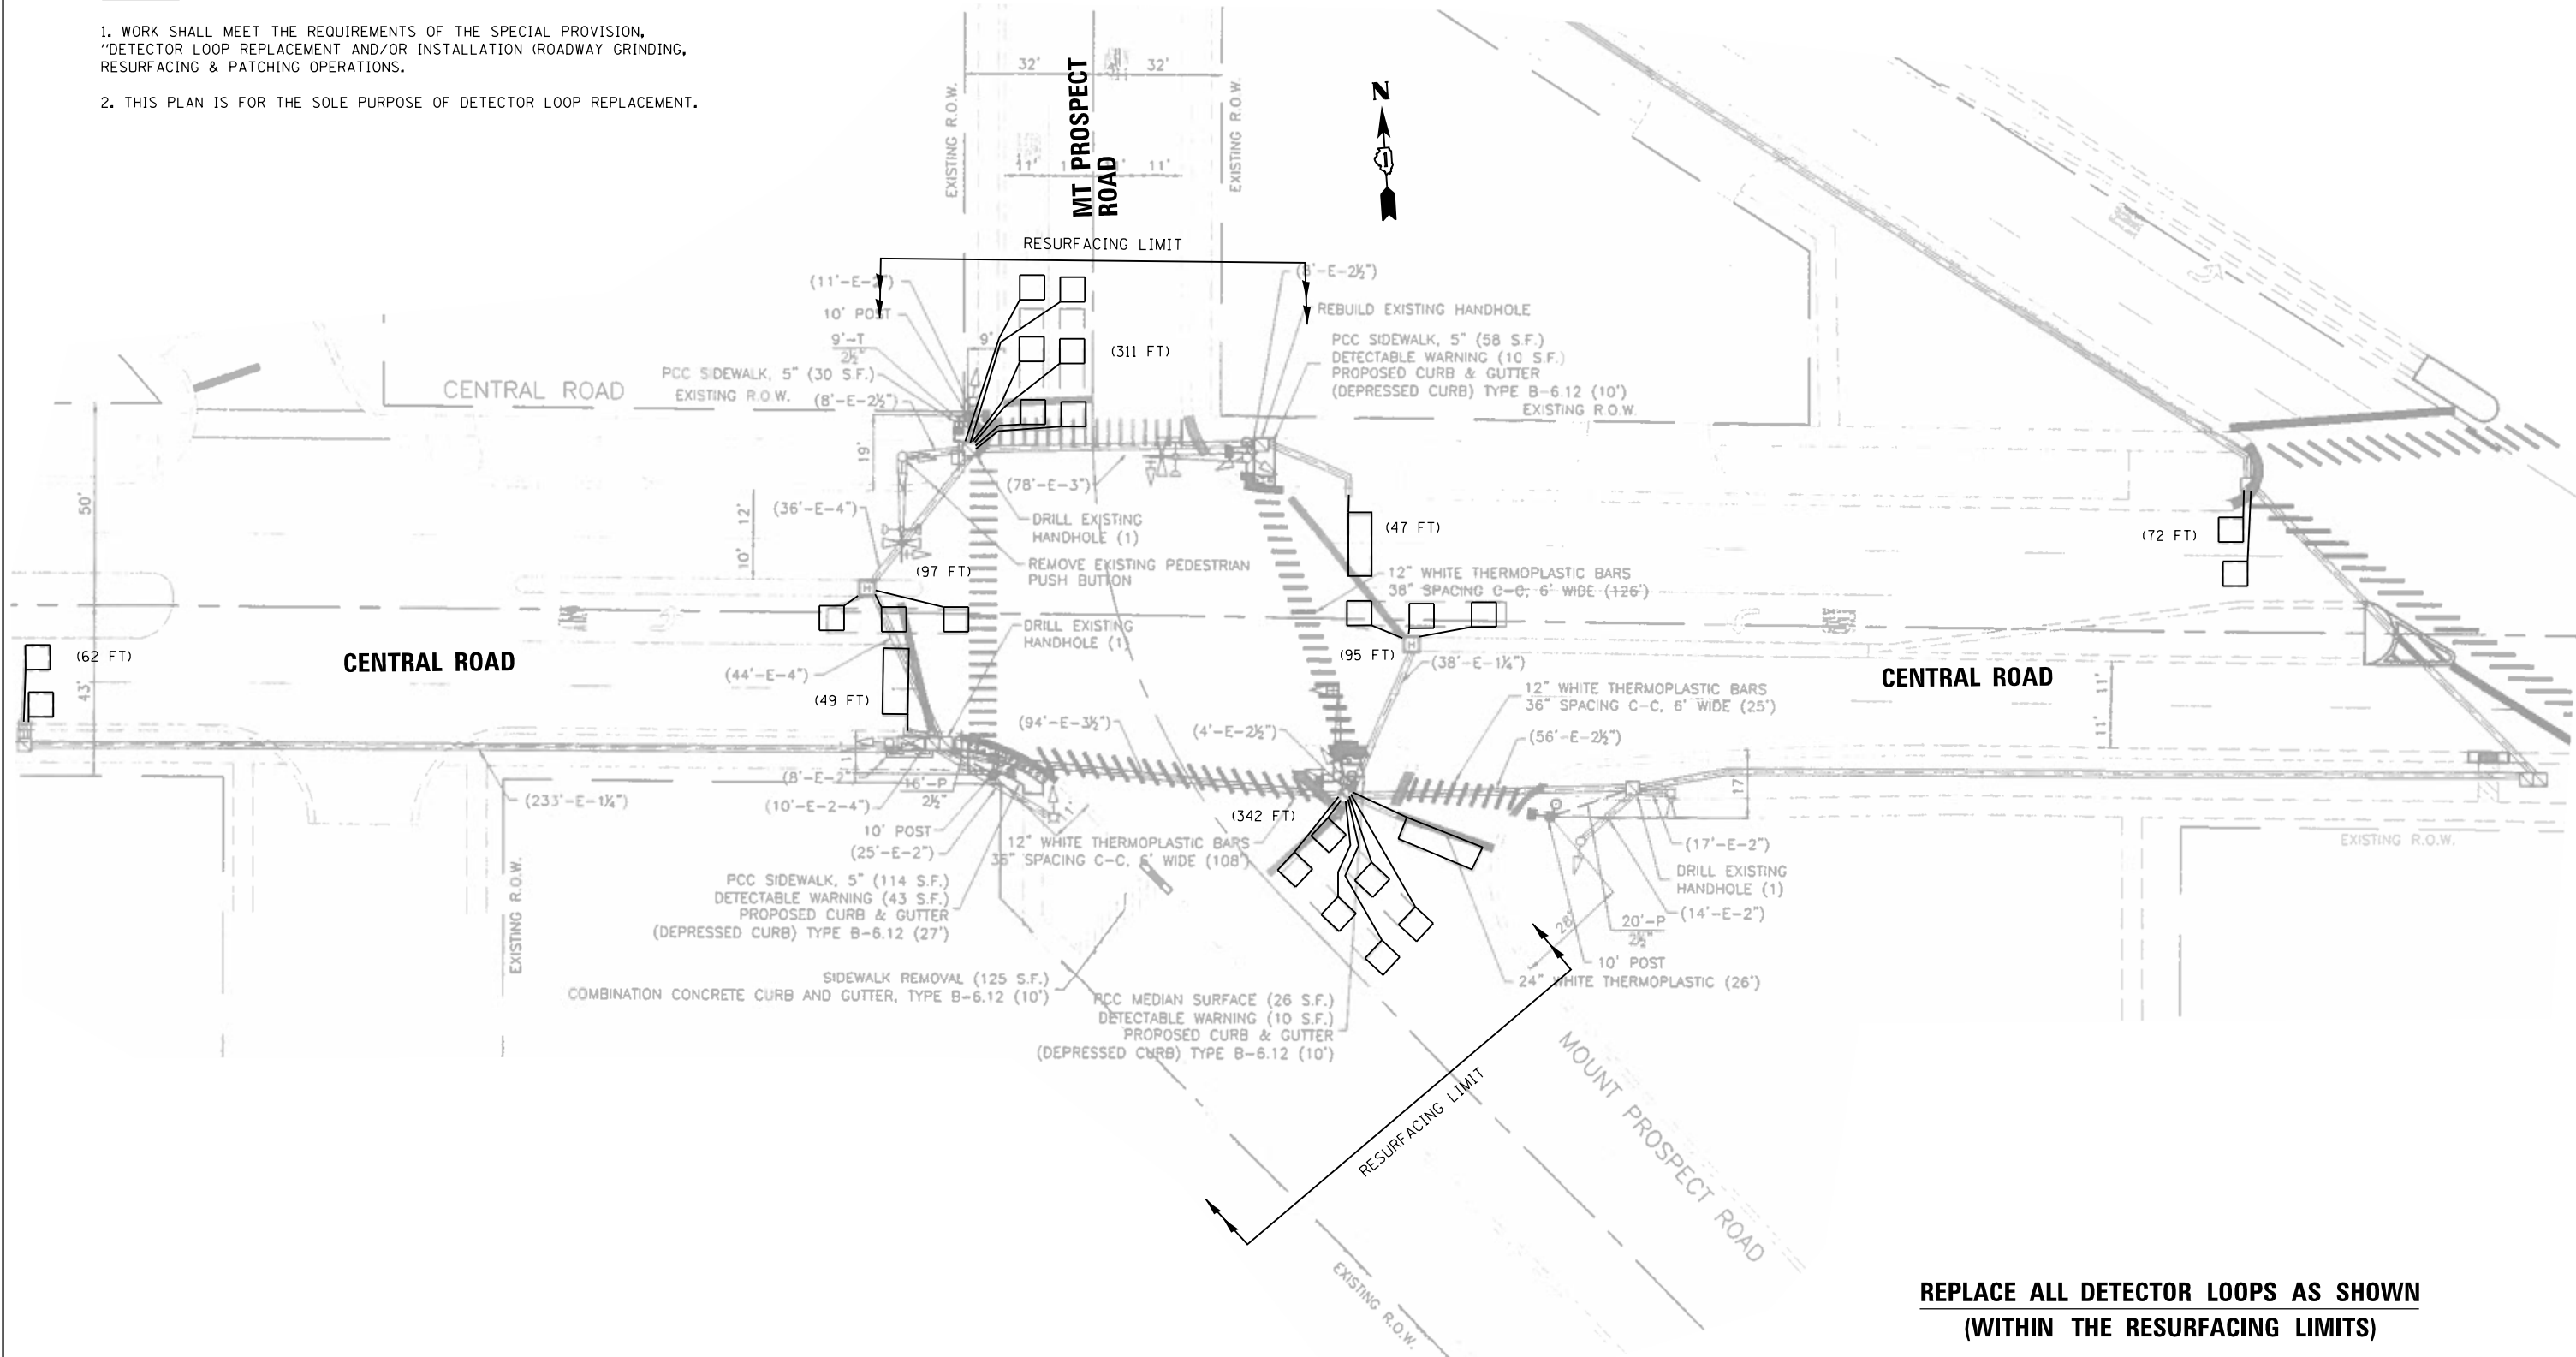 1. WORK SHALL MEET THE REQUIREMENTS OF THE SPECIAL PROVISION,
"DETECTOR LOOP REPLACEMENT AND/OR INSTALLATION (ROADWAY GRINDING,
RESURFACING & PATCHING OPERATIONS.
2. THIS PLAN IS FOR THE SOLE PURPOSE OF DETECTOR LOOP REPLACEMENT.
32'
32'
EXISTING R.O.W.
MT PROSPECT
ROAD
EXISTING R.O.W.
11'
11'
N
1
RESURFACING LIMIT
(11'-E-2")
10' POST
9'-T
2½"
9'
PCC SIDEWALK, 5" (30 S.F.)
EXISTING R.O.W.
(8'-E-2½")
CENTRAL ROAD
(311 FT)
(8'-E-2½")
REBUILD EXISTING HANDHOLE
PCC SIDEWALK, 5" (58 S.F.)
DETECTABLE WARNING (10 S.F.)
PROPOSED CURB & GUTTER
(DEPRESSED CURB) TYPE B-6.12 (10')
EXISTING R.O.W.
50'
19'
10' 12'
(36'-E-4")
(78'-E-3")
DRILL EXISTING
HANDHOLE (1)
REMOVE EXISTING PEDESTRIAN
PUSH BUTTON
(97 FT)
(47 FT)
12" WHITE THERMOPLASTIC BARS
36" SPACING C-C, 6' WIDE (126')
(72 FT)
DRILL EXISTING
HANDHOLE (1)
(62 FT)
43'
CENTRAL ROAD
(44'-E-4")
(49 FT)
(95 FT)
(38'-E-1¼")
CENTRAL ROAD
11'
11'
12" WHITE THERMOPLASTIC BARS
36" SPACING C-C, 6' WIDE (25')
(56'-E-2½")
(94'-E-3½")
(4'-E-2½")
(233'-E-1¼")
(8'-E-2")
(10'-E-2-4")
16'-P
2½"
10' POST
(25'-E-2")
11'
(342 FT)
12" WHITE THERMOPLASTIC BARS
36" SPACING C-C, 6' WIDE (108')
17'
EXISTING R.O.W.
(17'-E-2")
DRILL EXISTING
HANDHOLE (1)
(14'-E-2")
20'-P
2½"
28'
10' POST
24" WHITE THERMOPLASTIC (26')
EXISTING R.O.W.
PCC SIDEWALK, 5" (114 S.F.)
DETECTABLE WARNING (43 S.F.)
PROPOSED CURB & GUTTER
(DEPRESSED CURB) TYPE B-6.12 (27')
SIDEWALK REMOVAL (125 S.F.)
COMBINATION CONCRETE CURB AND GUTTER, TYPE B-6.12 (10')
PCC MEDIAN SURFACE (26 S.F.)
DETECTABLE WARNING (10 S.F.)
PROPOSED CURB & GUTTER
(DEPRESSED CURB) TYPE B-6.12 (10')
RESURFACING LIMIT
MOUNT PROSPECT ROAD
EXISTING R.O.W.
REPLACE ALL DETECTOR LOOPS AS SHOWN
(WITHIN THE RESURFACING LIMITS)